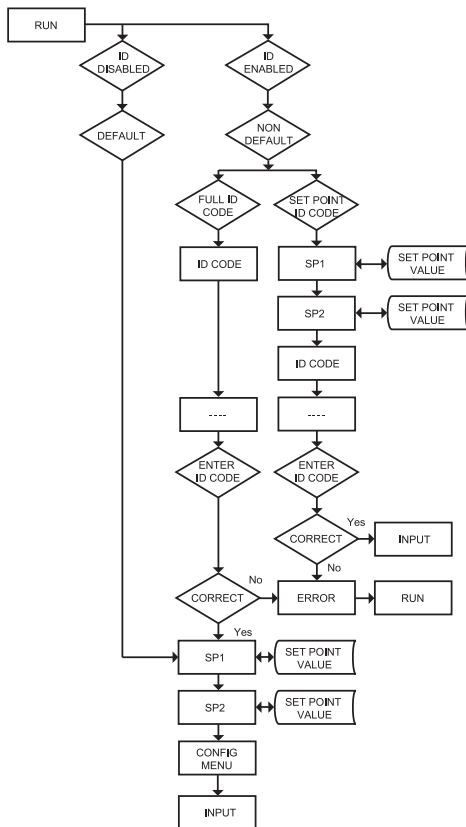 RUN
ID
DISABLED
ID
ENABLED
DEFAULT
NON
DEFAULT
FULL ID
CODE
SET POINT
ID CODE
ID CODE
SP1
SET POINT
VALUE
SP2
SET POINT
VALUE
ID CODE
----
----
ENTER
ID CODE
ENTER
ID CODE
CORRECT
Yes
INPUT
No
CORRECT
No
ERROR
RUN
Yes
SP1
SET POINT
VALUE
SP2
SET POINT
VALUE
CONFIG
MENU
INPUT